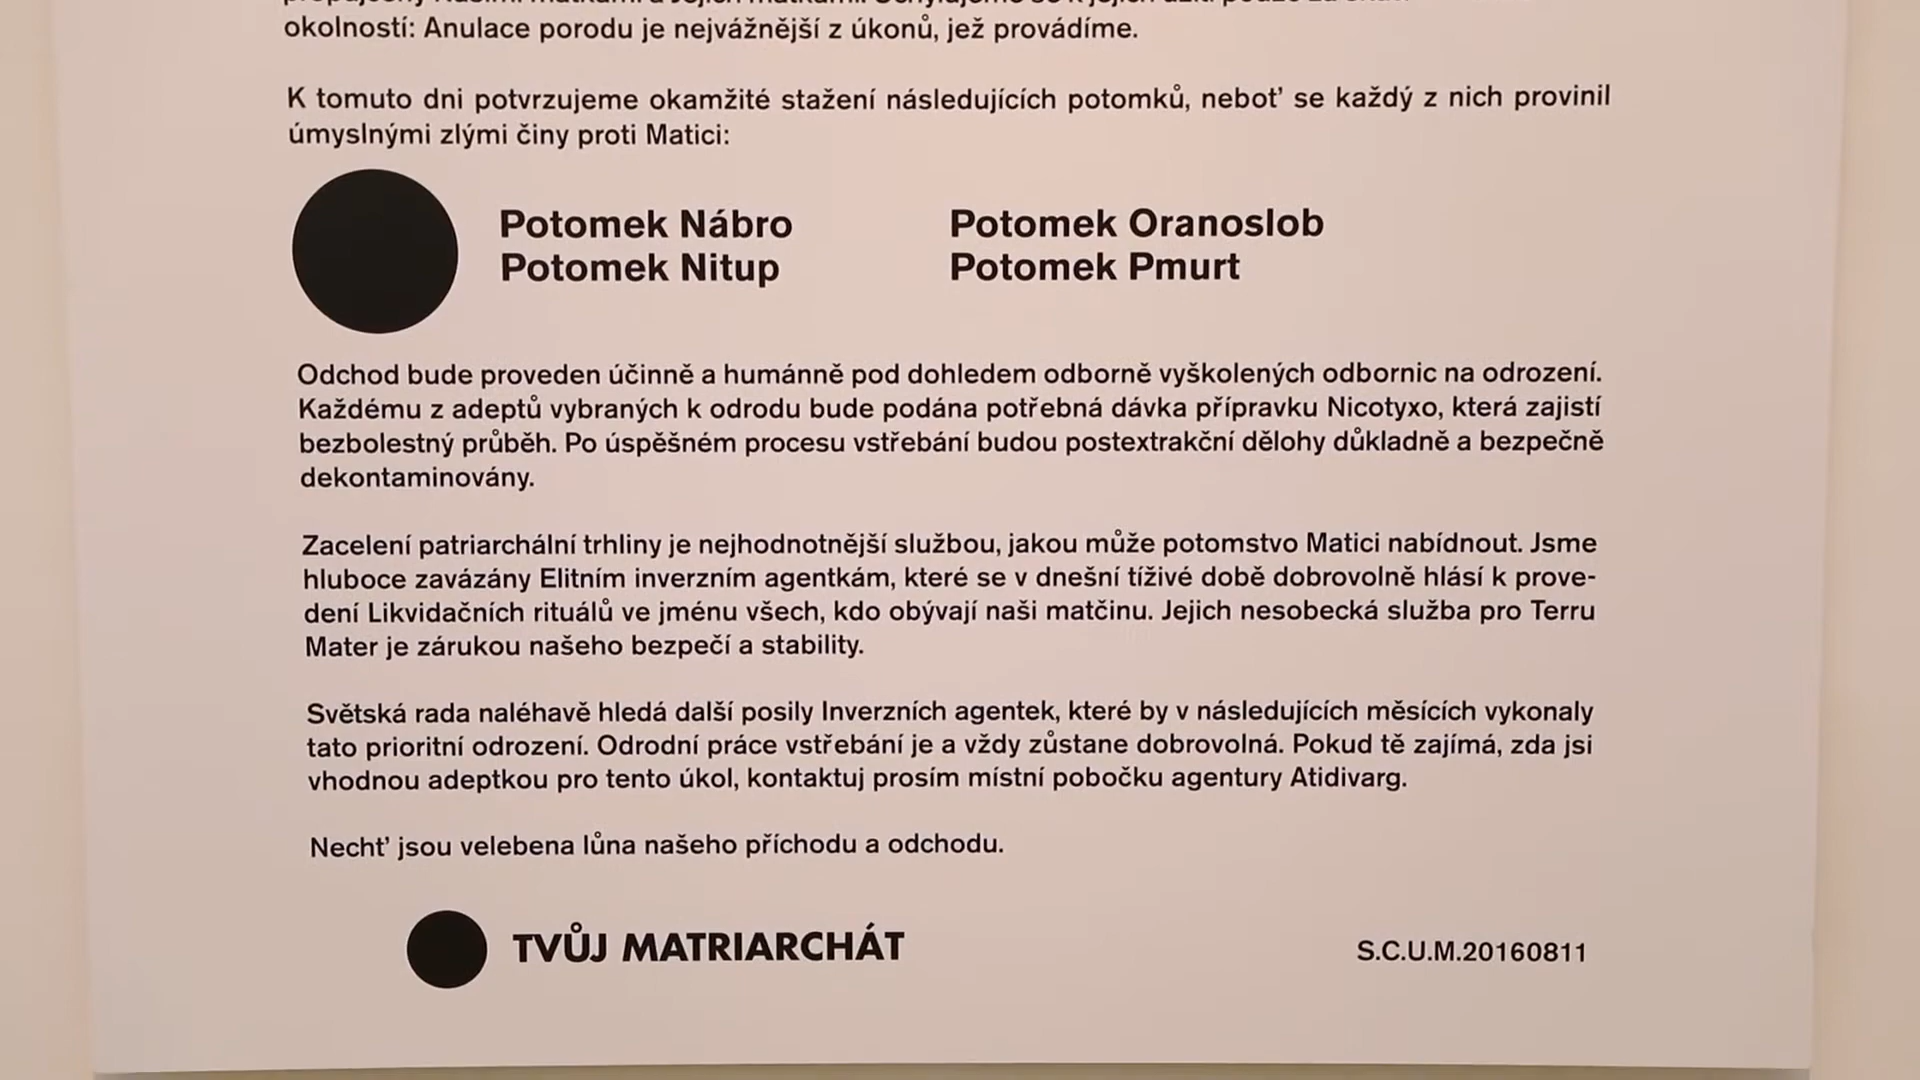 okolností: Anulace porodu je nejvážnější z úkonů, jež provádíme.
K tomuto dni potvrzujeme okamžité stažení následujících potomků, neboť se každý z nich provinil
úmyslnými zlými činy proti Matici:
Potomek Nábro Potomek Oranoslob
Potomek Nitup Potomek Pmurt
Odchod bude proveden účinně a humánně pod dohledem odborně vyškolených odbornic na odrození.
Každému z adeptů vybraných k odrodu bude podána potřebná dávka přípravku Nicotyxo, která zajistí
bezbolestný průběh. Po úspěšném procesu vstřebání budou postextrakční dělohy důkladně a bezpečně
dekontaminovány.
Zacelení patriarchální trhliny je nejhodnotnější službou, jakou může potomstvo Matici nabídnout. Jsme
hluboce zavázány Elitním inverzním agentkám, které se v dnešní tíživé době dobrovolně hlásí k prove-
dení Likvidačních rituálů ve jménu všech, kdo obývají naši matčinu. Jejich nesobecká služba pro Terru
Mater je zárukou našeho bezpečí a stability.
Světská rada naléhavě hledá další posily Inverzních agentek, které by v následujících měsících vykonaly
tato prioritní odrození. Odrodní práce vstřebání je a vždy zůstane dobrovolná. Pokud tě zajímá, zda jsi
vhodnou adeptkou pro tento úkol, kontaktuj prosím místní pobočku agentury Atidivarg.
Nechť jsou velebena lůna našeho příchodu a odchodu.
TVŮJ MATRIARCHÁT
S.C.U.M.20160811